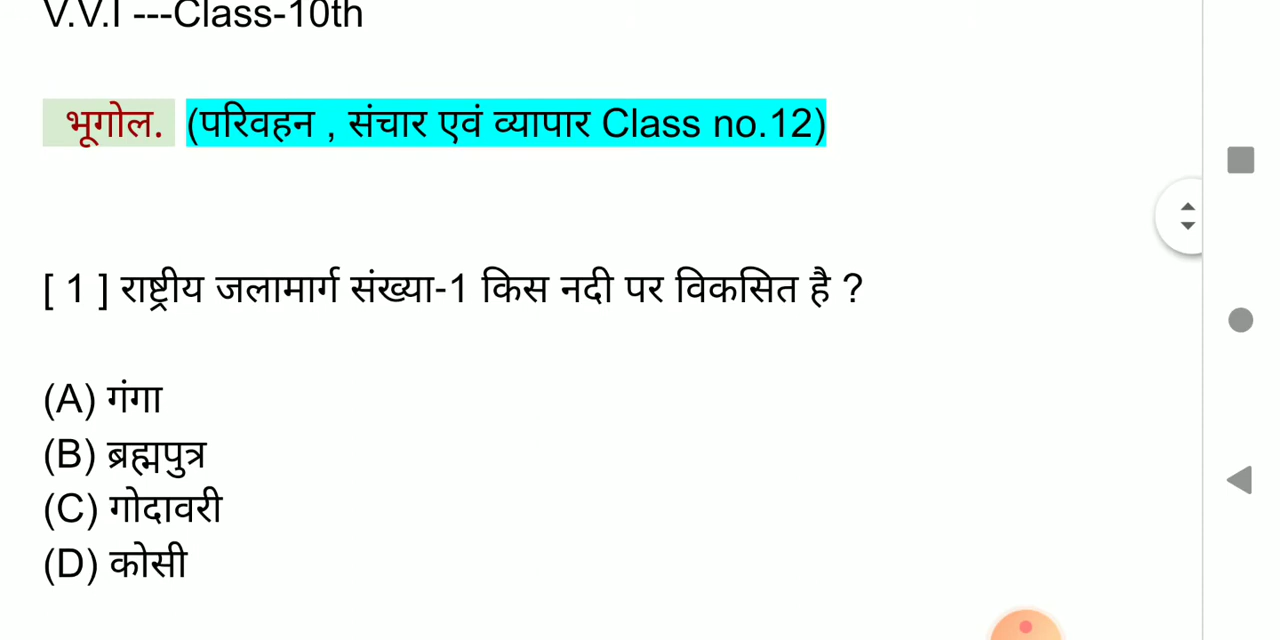 V.V.I ---Class-10th
भूगोल. (परिवहन , संचार एवं व्यापार Class no.12)
[ 1 ] राष्ट्रीय जलामार्ग संख्या-1 किस नदी पर विकसित है ?
(A) गंगा
(B) ब्रह्मपुत्र
(C) गोदावरी
(D) कोसी